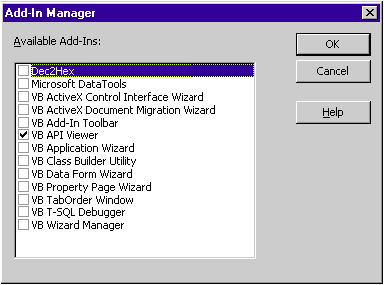 Add-In Manager
Available Add-Ins:
OK
Dec2Hex
Cancel
Microsoft DataTools
VB ActiveX Control Interface Wizard
VB ActiveX Document Migration Wizard
Help
VB Add-In Toolbar
VB API Viewer
VB Application Wizard
VB Class Builder Utility
VB Data Form Wizard
VB Property Page Wizard
VB TabOrder Window
VB T-SQL Debugger
VB Wizard Manager